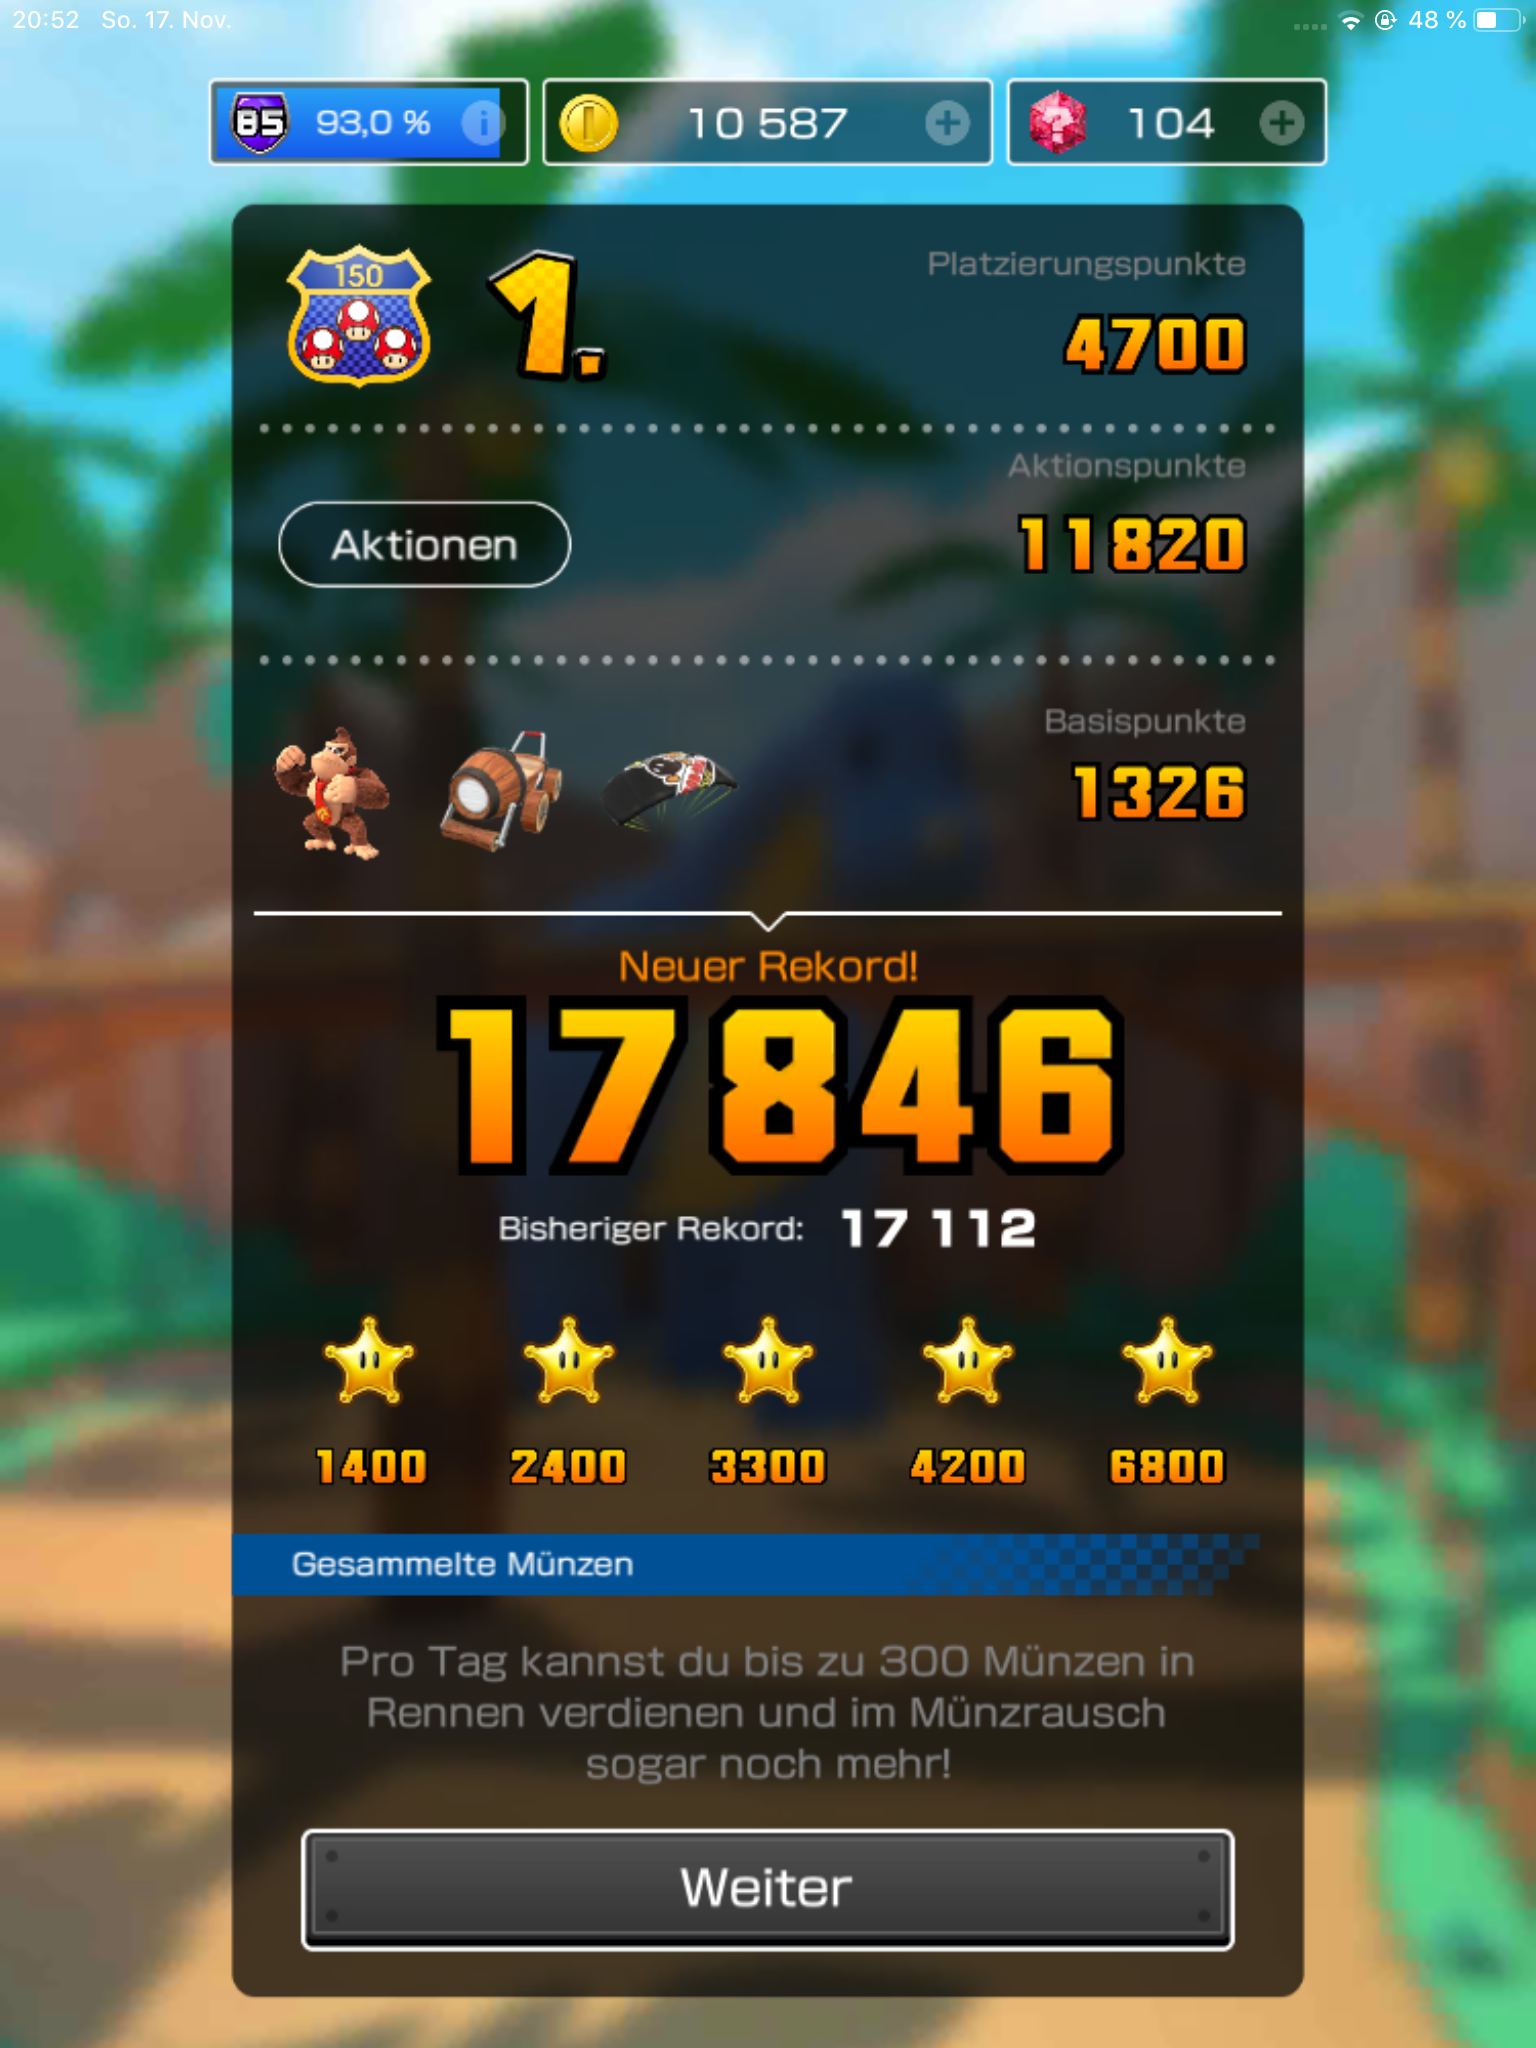 20:52 So. 17. Nov.
48 %
85 93,0 % i
10 587 +
104 +
150
1.
Platzierungspunkte
4700
Aktionspunkte
Aktionen
11820
Basispunkte
1326
Neuer Rekord!
17846
Bisheriger Rekord: 17 112
1400 2400 3300 4200 6800
Gesammelte Münzen
Pro Tag kannst du bis zu 300 Münzen in
Rennen verdienen und im Münzrausch
sogar noch mehr!
Weiter